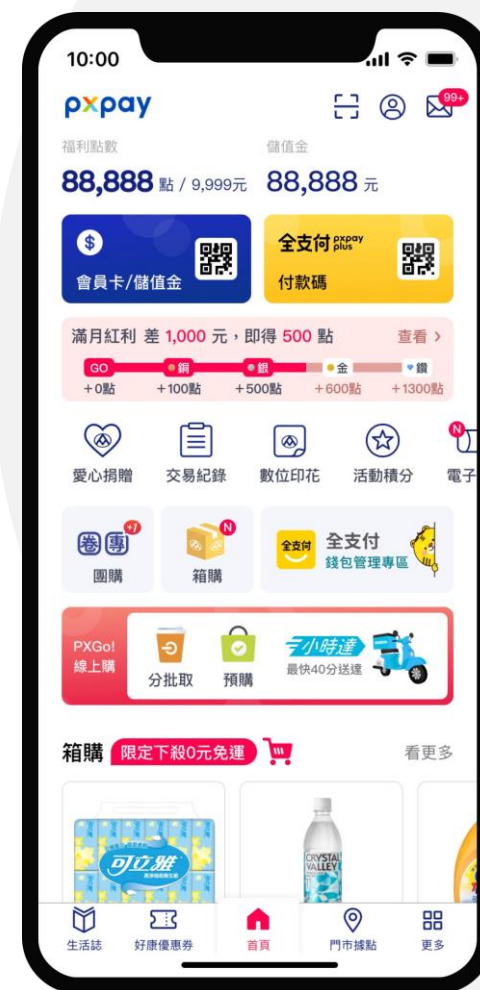 10:00
pxpay
99+
福利點數
儲值金
88,888 點 / 9,999元
88,888 元
$
會員卡/儲值金
全支付 pxpay plus
付款碼
滿月紅利 差 1,000 元,即得 500 點
查看 >
GO 銅 銀 金 鑽
+0點 +100點 +500點 +600點 +1300點
N
愛心捐贈 交易紀錄 數位印花 活動積分 電子
圈 專 +1
團購
N
箱購
全支付
全支付
錢包管理專區
PXGo!
線上購
分批取
預購
小時達
最快40分送達
箱購 限定下殺0元免運
看更多
可立雅
CRYSTAL
VALLEY
生活誌 好康優惠券 首頁 門市據點 更多